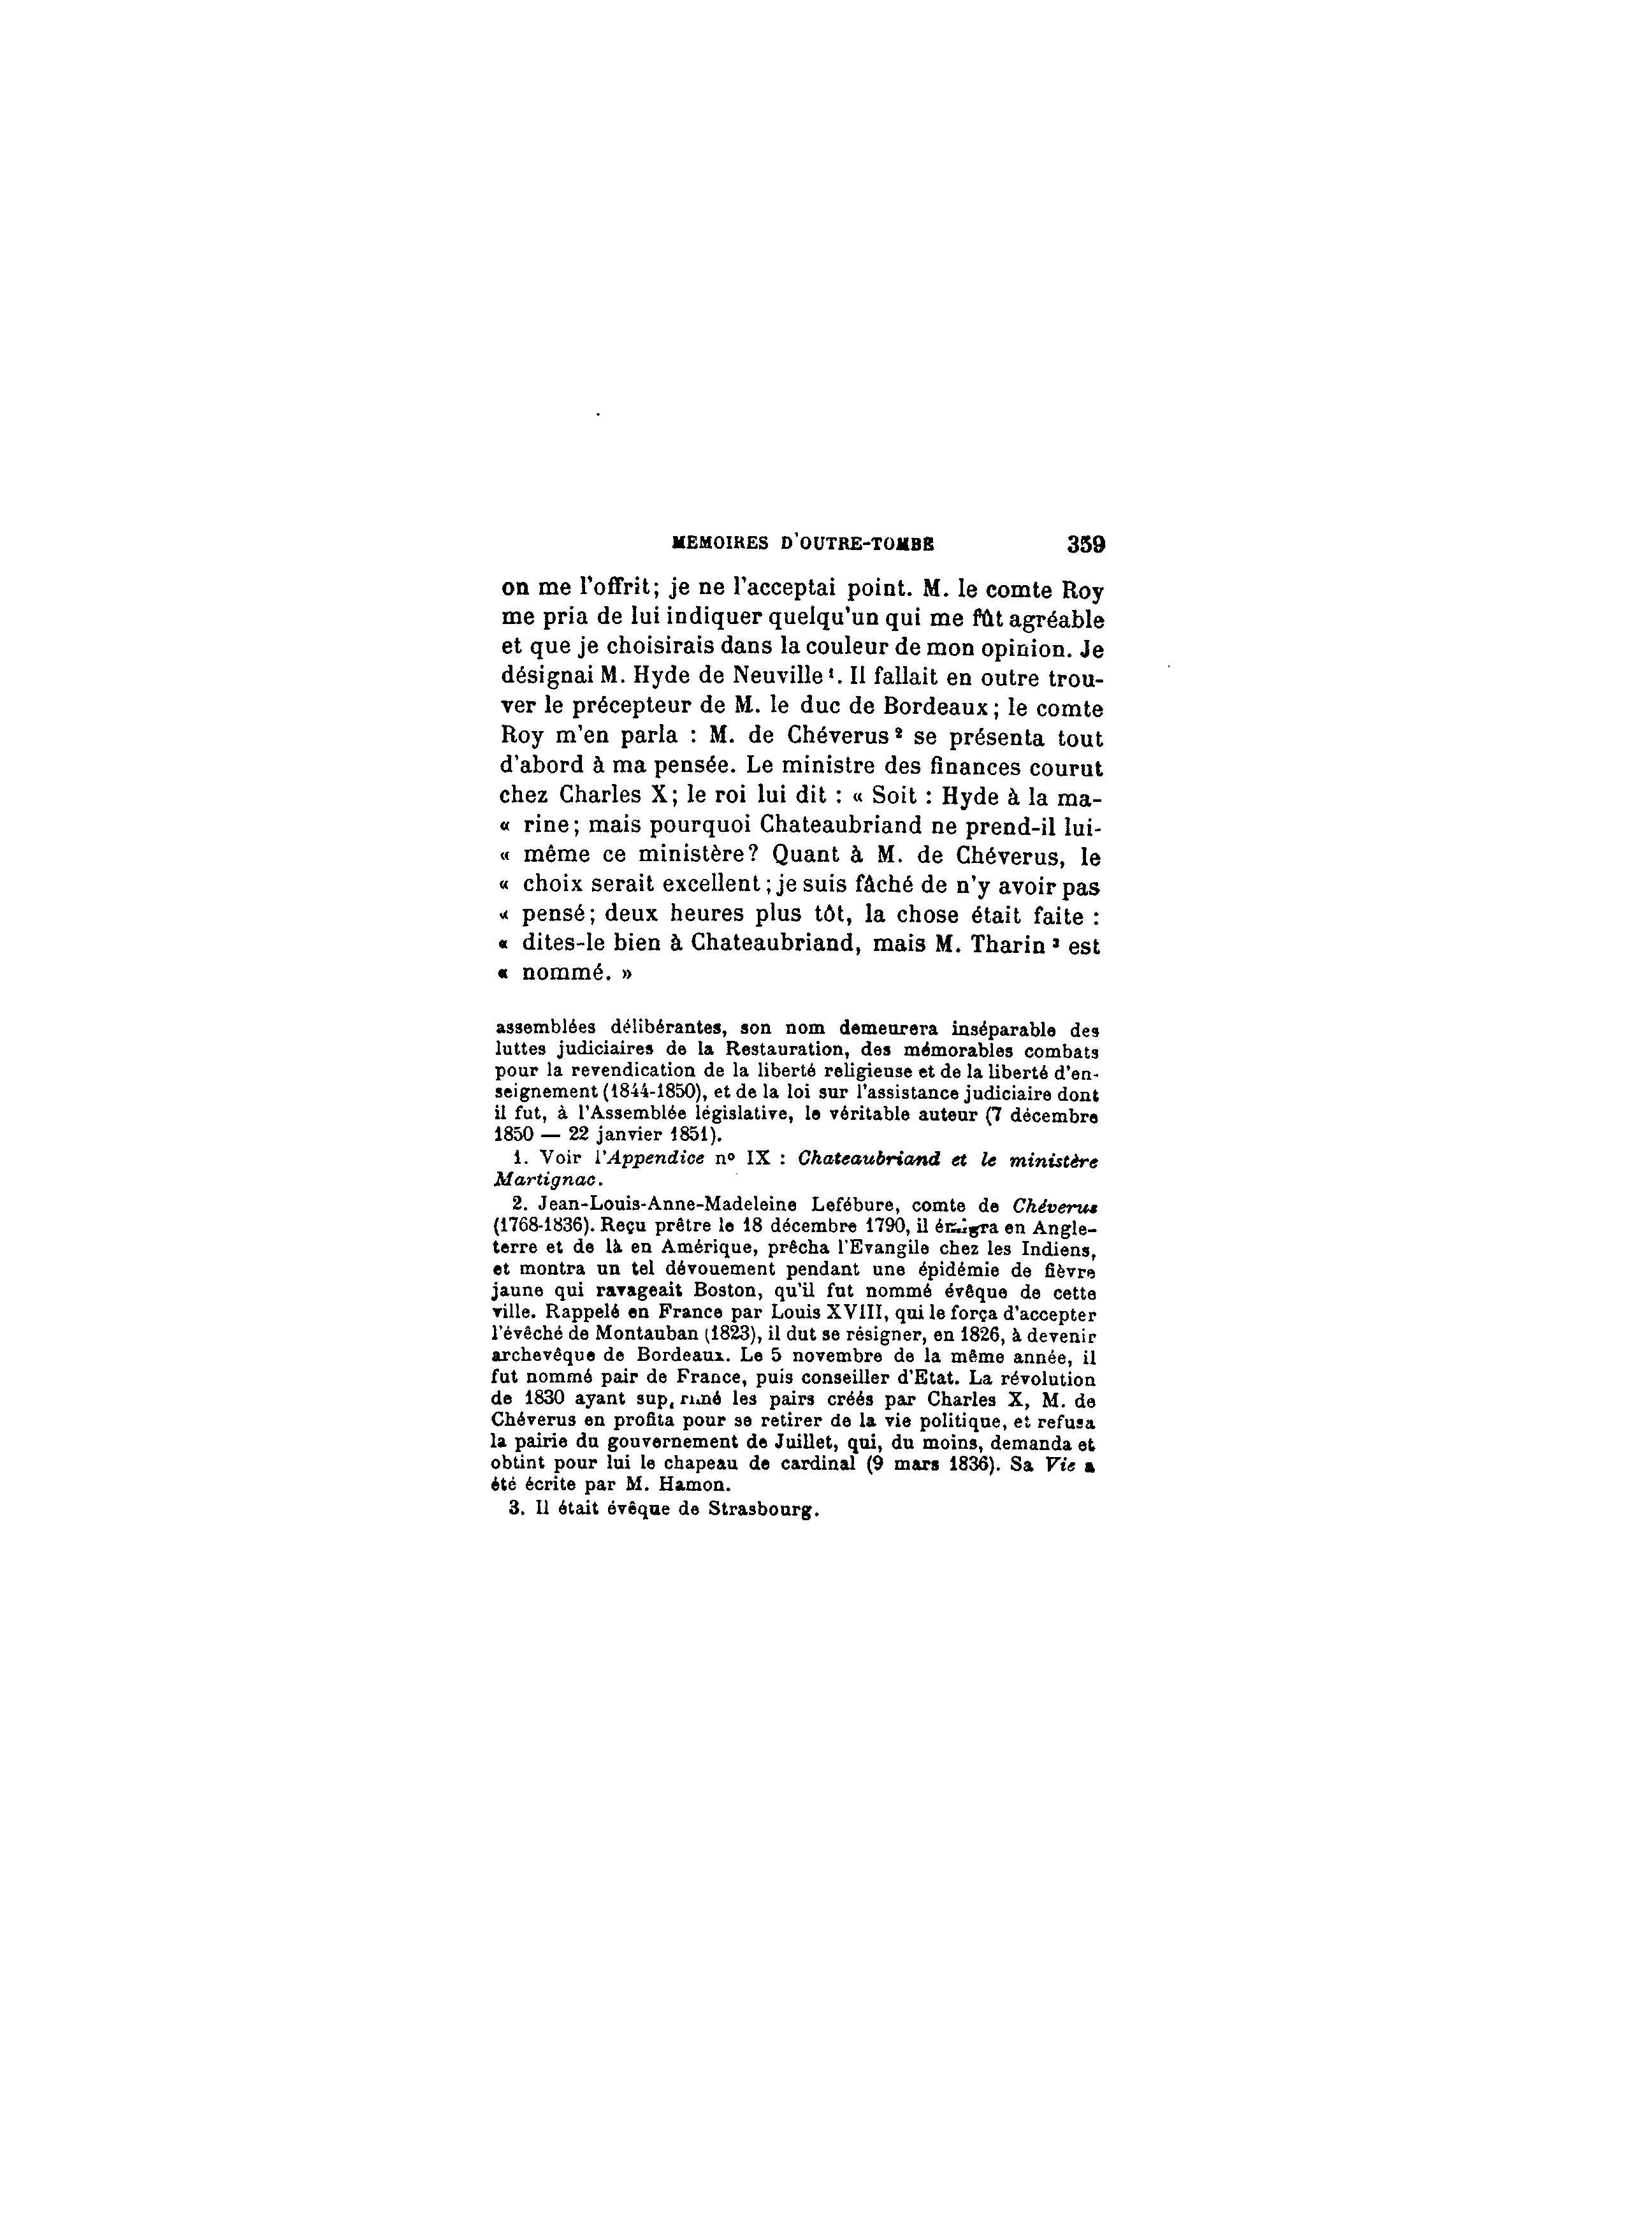 MEMOIRES D'OUTRE-TOMBE 359
on me l'offrit; je ne l'acceptai point. M. le comte Roy
me pria de lui indiquer quelqu'un qui me fût agréable
et que je choisirais dans la couleur de mon opinion. Je
désignai M. Hyde de Neuville¹. Il fallait en outre trou-
ver le précepteur de M. le duc de Bordeaux; le comte
Roy m'en parla : M. de Chéverus² se présenta tout
d'abord à ma pensée. Le ministre des finances courut
chez Charles X; le roi lui dit : « Soit : Hyde à la ma-
« rine; mais pourquoi Chateaubriand ne prend-il lui-
« même ce ministère? Quant à M. de Chéverus, le
« choix serait excellent; je suis fâché de n'y avoir pas
« pensé; deux heures plus tôt, la chose était faite :
« dites-le bien à Chateaubriand, mais M. Tharin³ est
« nommé. »
assemblées délibérantes, son nom demeurera inséparable des
luttes judiciaires de la Restauration, des mémorables combats
pour la revendication de la liberté religieuse et de la liberté d'en-
seignement (1844-1850), et de la loi sur l'assistance judiciaire dont
il fut, à l'Assemblée législative, le véritable auteur (7 décembre
1850 — 22 janvier 1851).
1. Voir l'Appendice nº IX : Chateaubriand et le ministère
Martignac.
2. Jean-Louis-Anne-Madeleine Lefébure, comte de Chéverus
(1768-1836). Reçu prêtre le 18 décembre 1790, il émigra en Angle-
terre et de là en Amérique, prêcha l'Evangile chez les Indiens,
et montra un tel dévouement pendant une épidémie de fièvre
jaune qui ravageait Boston, qu'il fut nommé évêque de cette
ville. Rappelé en France par Louis XVIII, qui le força d'accepter
l'évêché de Montauban (1823), il dut se résigner, en 1826, à devenir
archevêque de Bordeaux. Le 5 novembre de la même année, il
fut nommé pair de France, puis conseiller d'Etat. La révolution
de 1830 ayant supprimé les pairs créés par Charles X, M. de
Chéverus en profita pour se retirer de la vie politique, et refusa
la pairie du gouvernement de Juillet, qui, du moins, demanda et
obtint pour lui le chapeau de cardinal (9 mars 1836). Sa Vie a
été écrite par M. Hamon.
3. Il était évêque de Strasbourg.